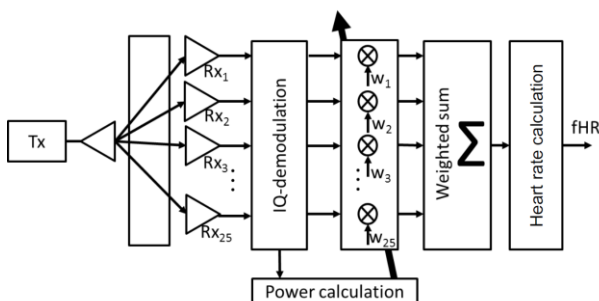 Tx
Rx1
Rx2
Rx3
⋮
Rx25
IQ-demodulation
w1
w2
w3
⋮
w25
Weighted sum
Σ
Heart rate calculation
fHR
Power calculation